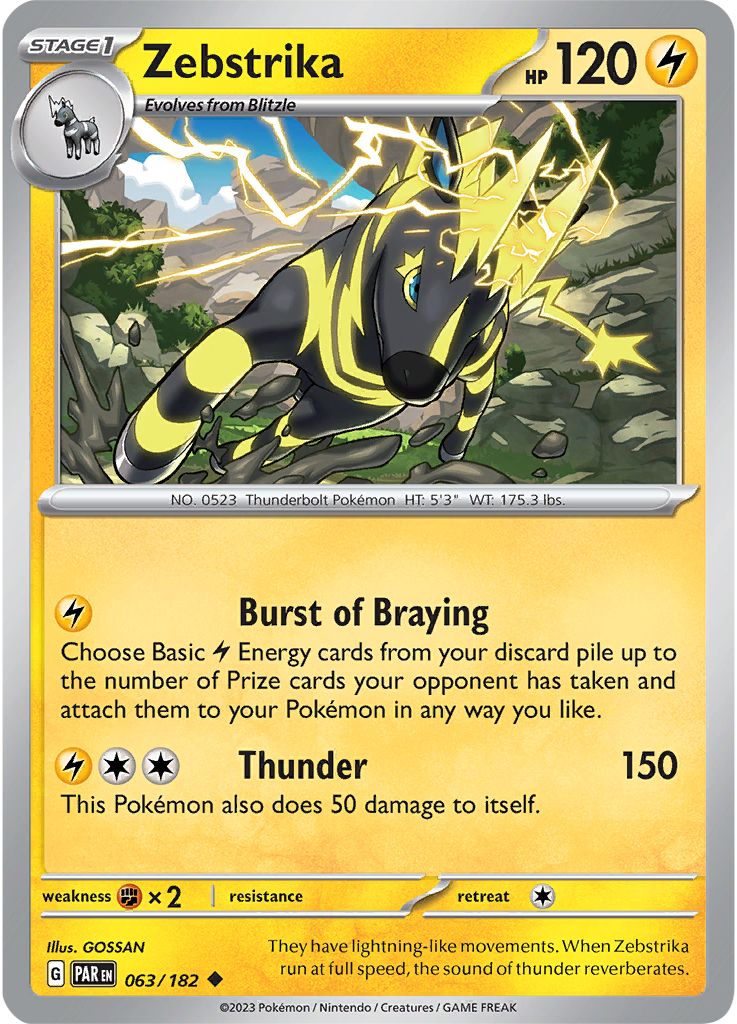 STAGE1
Zebstrika
HP 120
Evolves from Blitzle
NO. 0523 Thunderbolt Pokémon HT: 5'3" WT: 175.3 lbs.
Burst of Braying
Choose Basic Energy cards from your discard pile up to
the number of Prize cards your opponent has taken and
attach them to your Pokémon in any way you like.
Thunder 150
This Pokémon also does 50 damage to itself.
weakness ×2 resistance retreat
Illus. GOSSAN
They have lightning-like movements. When Zebstrika
run at full speed, the sound of thunder reverberates.
G PAR EN 063/182
©2023 Pokémon / Nintendo / Creatures / GAME FREAK